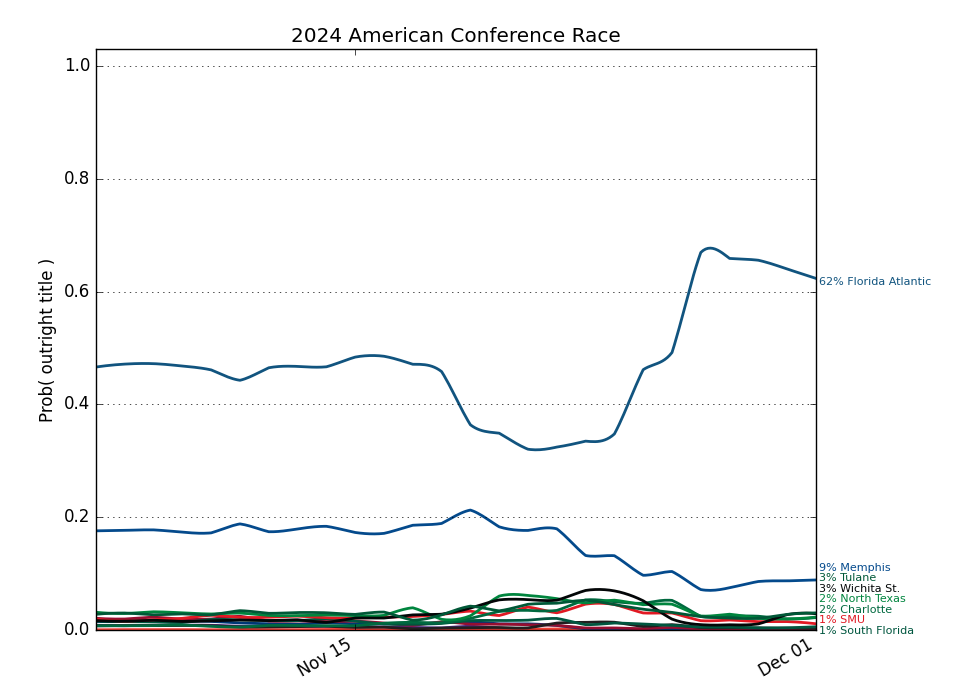 2024 American Conference Race
Prob( outright title )
1.0
0.8
0.6
0.4
0.2
0.0
Nov 15
Dec 01
62% Florida Atlantic
9% Memphis
3% Tulane
3% Wichita St.
2% North Texas
2% Charlotte
1% SMU
1% South Florida